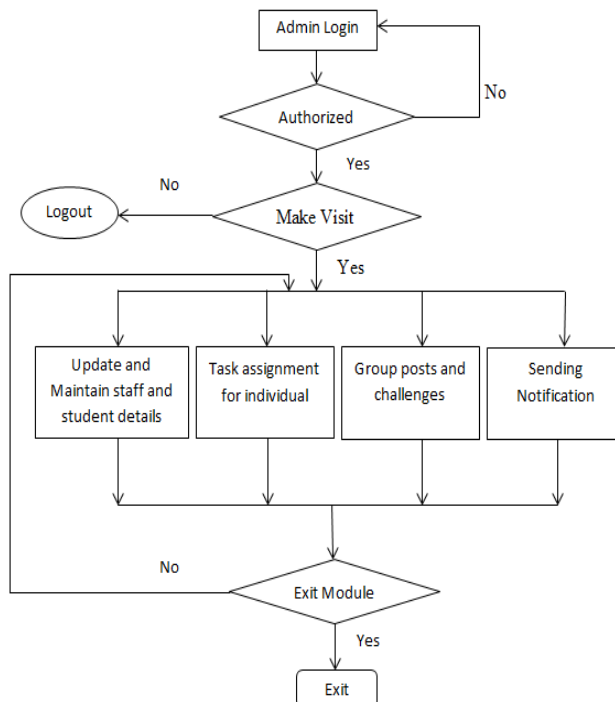 Admin Login
No
Authorized
Yes
No
Logout
Make Visit
Yes
Update and
Maintain staff and
student details
Task assignment
for individual
Group posts and
challenges
Sending
Notification
No
Exit Module
Yes
Exit